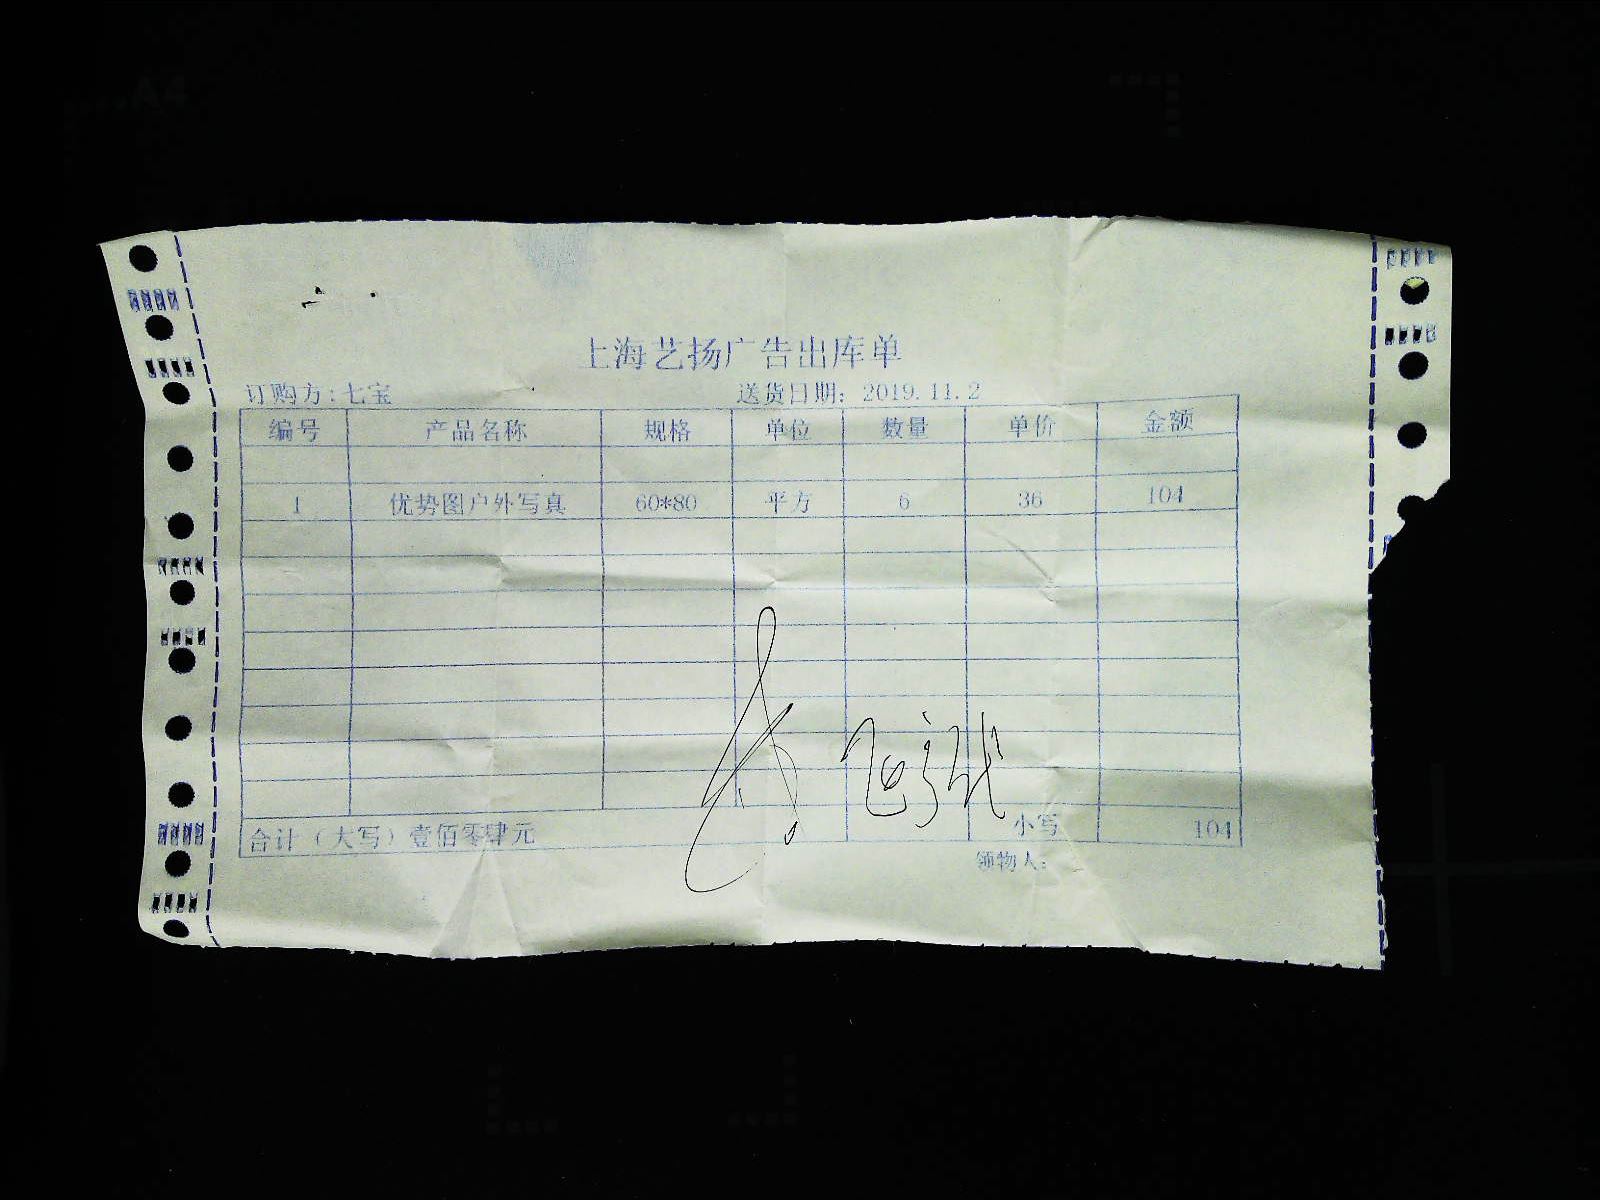 上海艺扬广告出库单
订购方:七宝 送货日期: 2019.11.2
编号 产品名称 规格 单位 数量 单价 金额
1 优势图户外写真 60*80 平方 6 36 104
合计（大写）壹佰零肆元 小写 104
领物人: